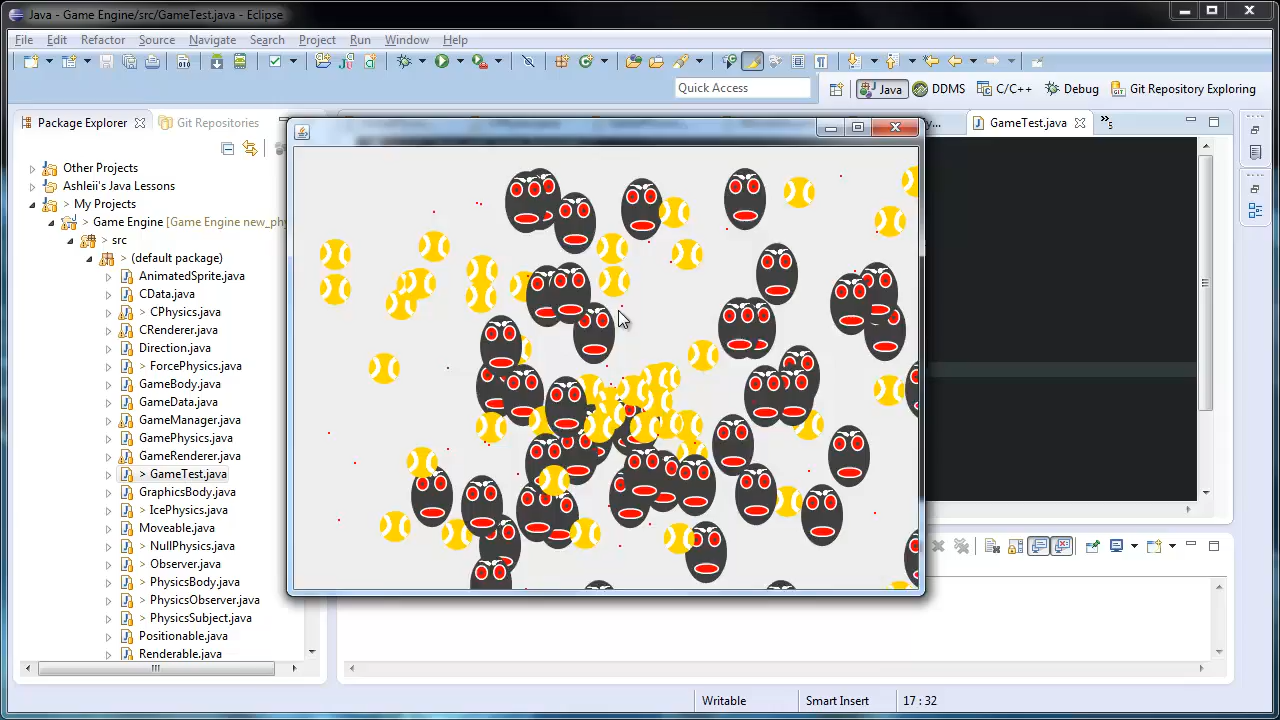 Java - Game Engine/src/GameTest.java - Eclipse
File Edit Refactor Source Navigate Search Project Run Window Help
Quick Access
Java DDMS C/C++ Debug Git Repository Exploring
Package Explorer Git Repositories
GameTest.java
Other Projects
Ashleii's Java Lessons
> My Projects
> Game Engine [Game Engine new_phy
> src
> (default package)
AnimatedSprite.java
CData.java
> CPhysics.java
CRenderer.java
Direction.java
> ForcePhysics.java
GameBody.java
GameData.java
GameManager.java
GamePhysics.java
GameRenderer.java
> GameTest.java
GraphicsBody.java
> IcePhysics.java
Moveable.java
> NullPhysics.java
Observer.java
> PhysicsBody.java
> PhysicsObserver.java
> PhysicsSubject.java
Positionable.java
Renderable.java
Writable Smart Insert 17 : 32